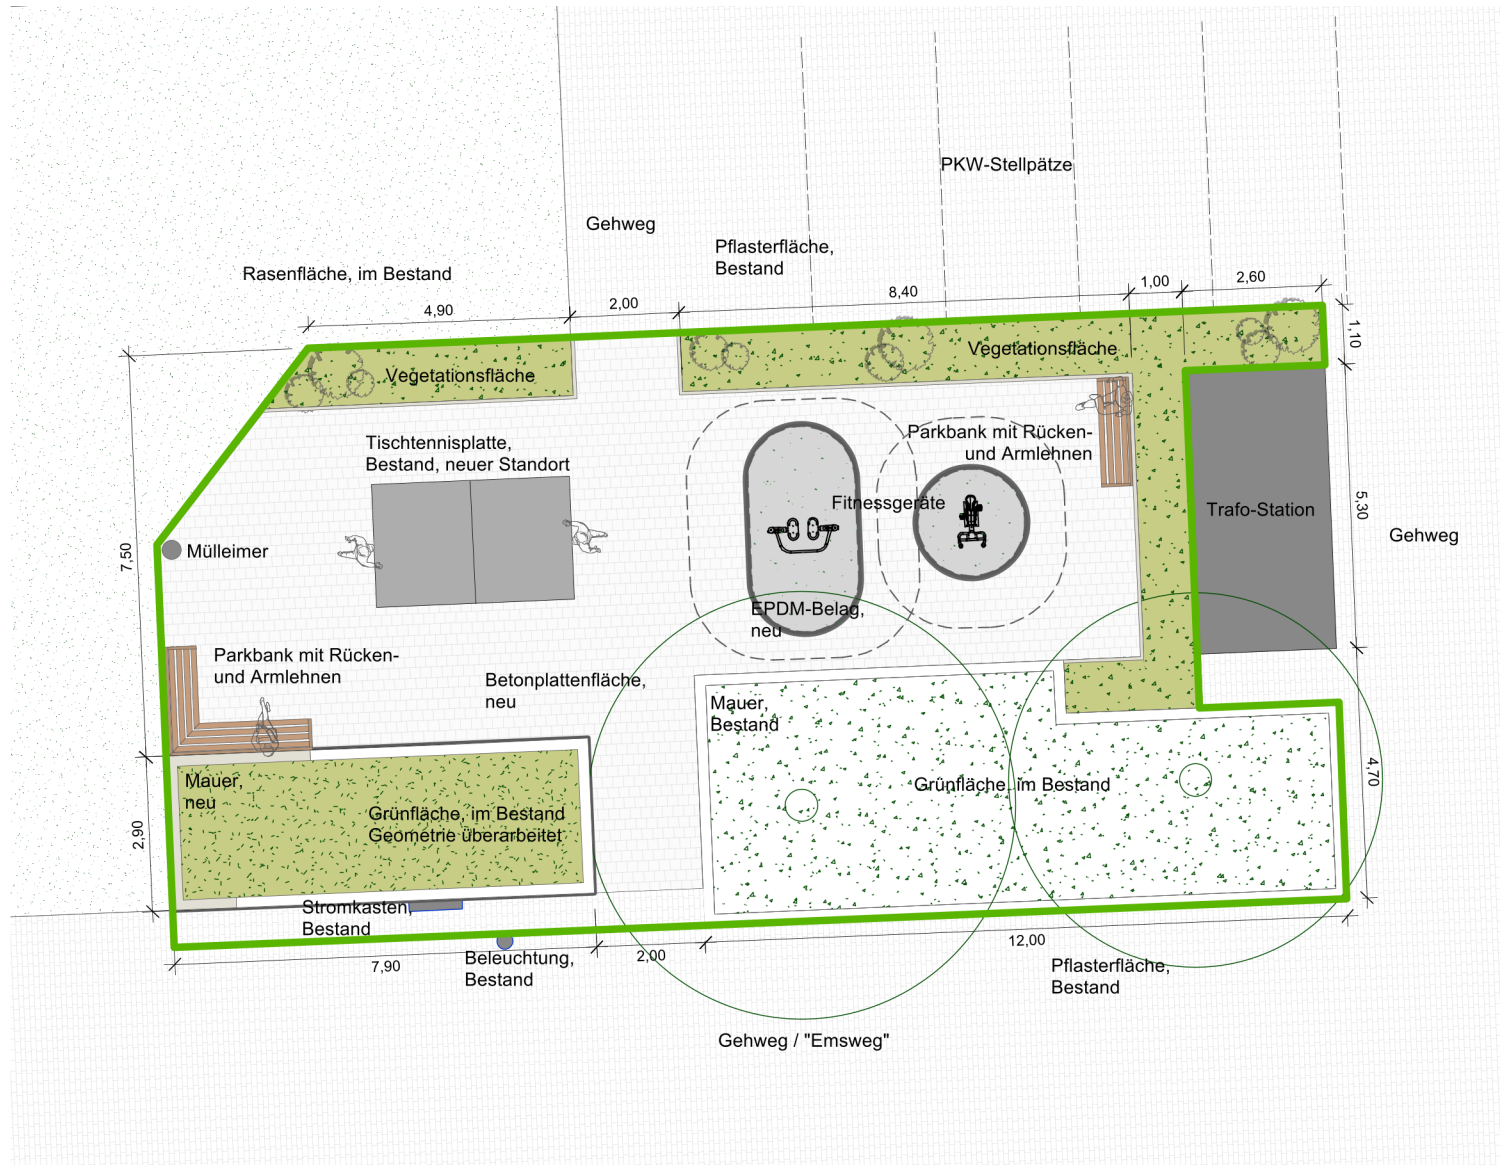 PKW-Stellpätze
Gehweg
Pflasterfläche,
Bestand
Rasenfläche, im Bestand
4,90
2,00
8,40
1,00
2,60
1,10
Vegetationsfläche
Vegetationsfläche
Tischtennisplatte,
Bestand, neuer Standort
Parkbank mit Rücken-
und Armlehnen
Fitnessgeräte
Trafo-Station
5,30
Gehweg
7,50
Mülleimer
EPDM-Belag,
neu
Parkbank mit Rücken-
und Armlehnen
Betonplattenfläche,
neu
Mauer,
Bestand
Mauer,
neu
Grünfläche, im Bestand
Geometrie überarbeitet
Grünfläche, im Bestand
4,70
2,90
Stromkasten,
Bestand
Beleuchtung,
Bestand
7,90
2,00
12,00
Pflasterfläche,
Bestand
Gehweg / "Emsweg"